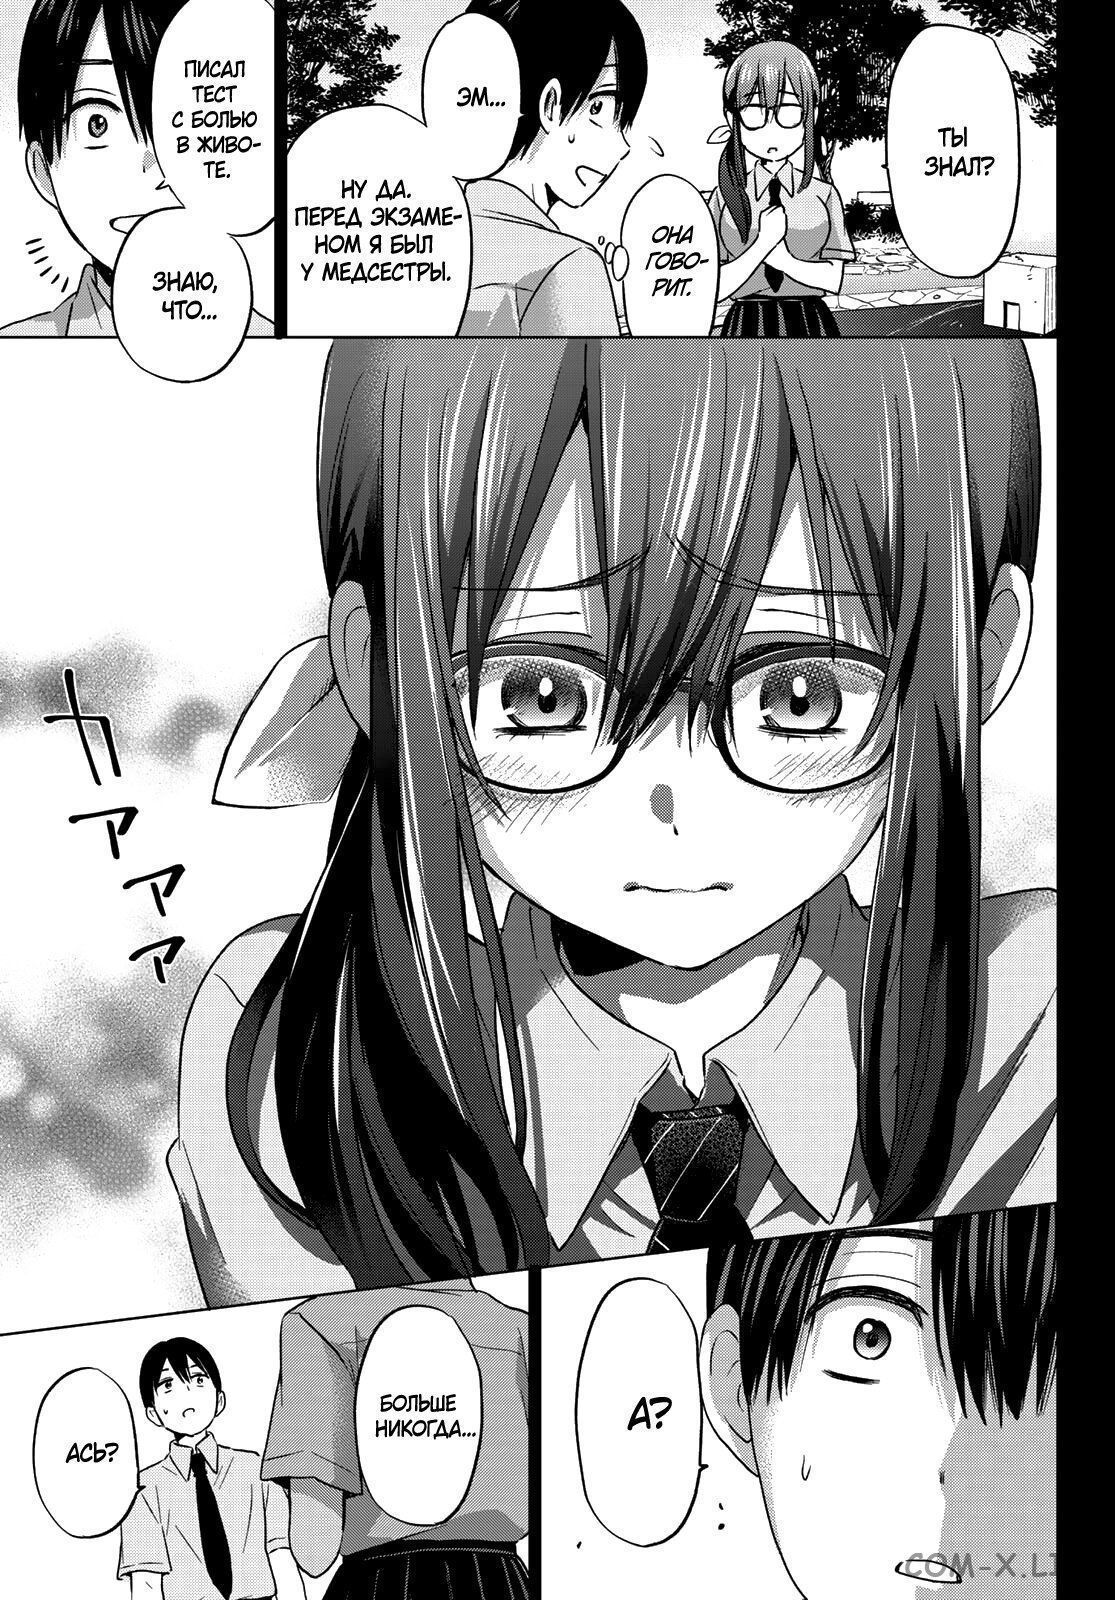 ТЫ
ЗНАЛ?
ОНА
ГОВО-
РИТ.
ЭМ...
НУ ДА.
ПЕРЕД ЭКЗАМЕ-
НОМ Я БЫЛ
У МЕДСЕСТРЫ.
ПИСАЛ
ТЕСТ
С БОЛЬЮ
В ЖИВО-
ТЕ.
ЗНАЮ,
ЧТО...
カァァァ
А?
БОЛЬШЕ
НИКОГДА...
АСЬ?
COM-X.LI